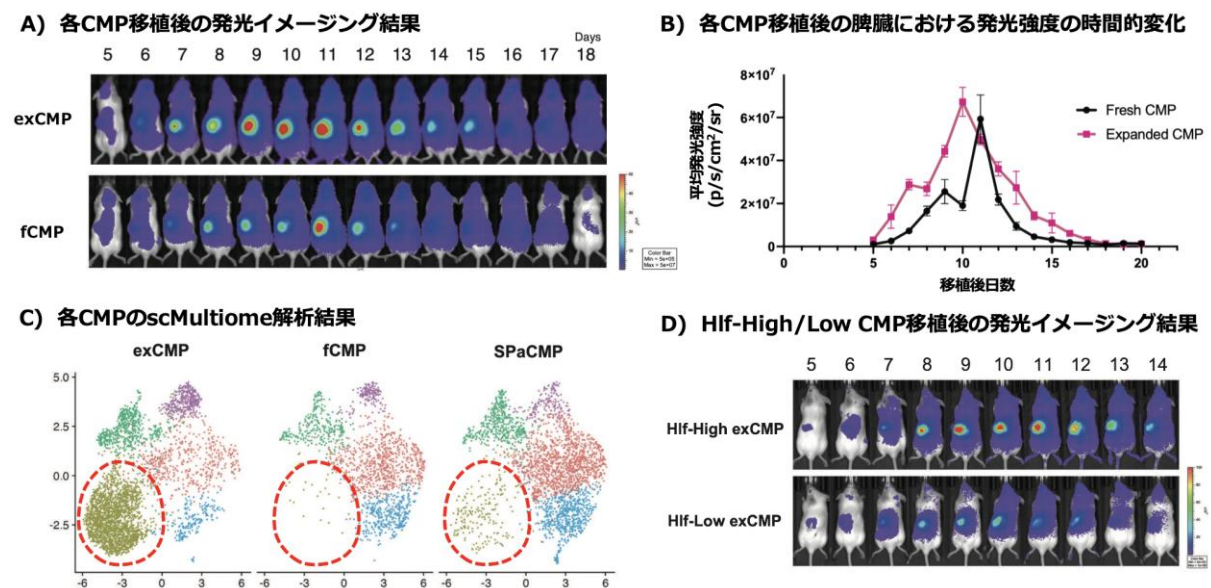 A) 各CMP移植後の発光イメージング結果
Days
5 6 7 8 9 10 11 12 13 14 15 16 17 18
exCMP
fCMP
Color Bar
Min = 5e+05
Max = 5e+07
B) 各CMP移植後の脾臓における発光強度の時間的変化
8×10⁷
6×10⁷
4×10⁷
2×10⁷
0
平均発光強度
(p/s/cm²/sr)
Fresh CMP
Expanded CMP
0 5 10 15 20
移植後日数
C) 各CMPのscMultiome解析結果
exCMP fCMP SPaCMP
5.0
2.5
0.0
-2.5
-6 -3 0 3 6 -6 -3 0 3 6 -6 -3 0 3 6
D) Hlf-High/Low CMP移植後の発光イメージング結果
5 6 7 8 9 10 11 12 13 14
Hlf-High exCMP
Hlf-Low exCMP
Color Bar